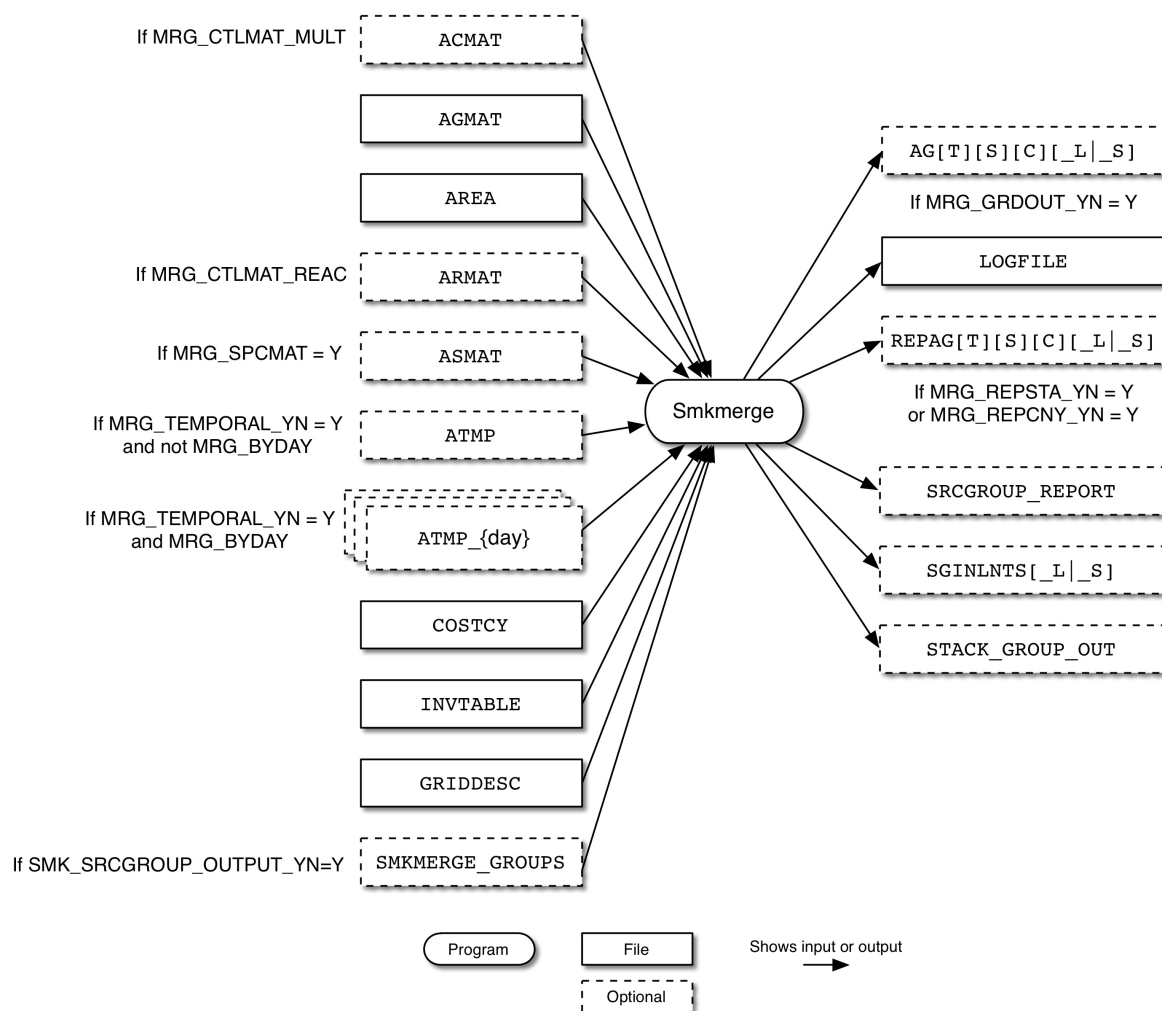 If MRG_CTLMAT_MULT
ACMAT
AGMAT
AREA
If MRG_CTLMAT_REAC
ARMAT
If MRG_SPCMAT = Y
ASMAT
If MRG_TEMPORAL_YN = Y
and not MRG_BYDAY
ATMP
If MRG_TEMPORAL_YN = Y
and MRG_BYDAY
ATMP_{day}
COSTCY
INVTABLE
GRIDDESC
If SMK_SRCGROUP_OUTPUT_YN=Y
SMKMERGE_GROUPS
Smkmerge
AG[T][S][C][_L|_S]
If MRG_GRDOUT_YN = Y
LOGFILE
REPAG[T][S][C][_L|_S]
If MRG_REPSTA_YN = Y
or MRG_REPCNY_YN = Y
SRCGROUP_REPORT
SGINLNTS[_L|_S]
STACK_GROUP_OUT
Program
File
Shows input or output
Optional